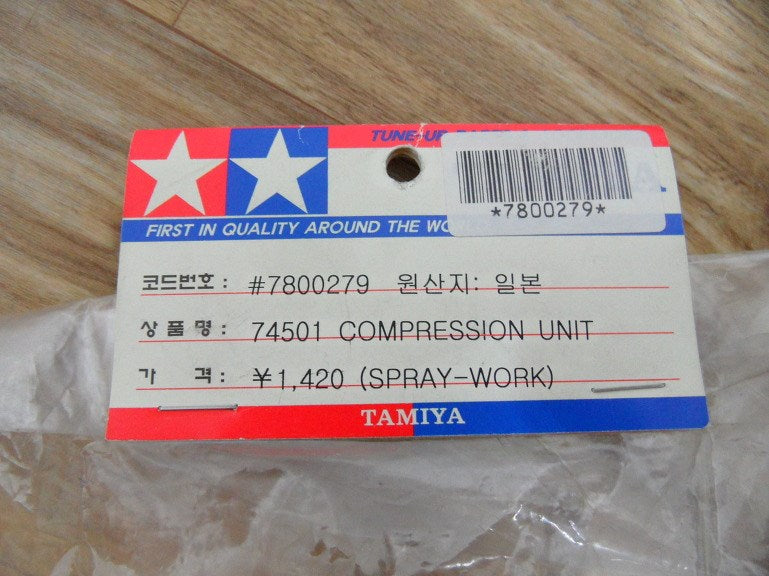 TUNE-UP
*7800279*
FIRST IN QUALITY AROUND THE
코드번호: #7800279 원산지: 일본
상품명: 74501 COMPRESSION UNIT
가 격: ¥1,420 (SPRAY-WORK)
TAMIYA